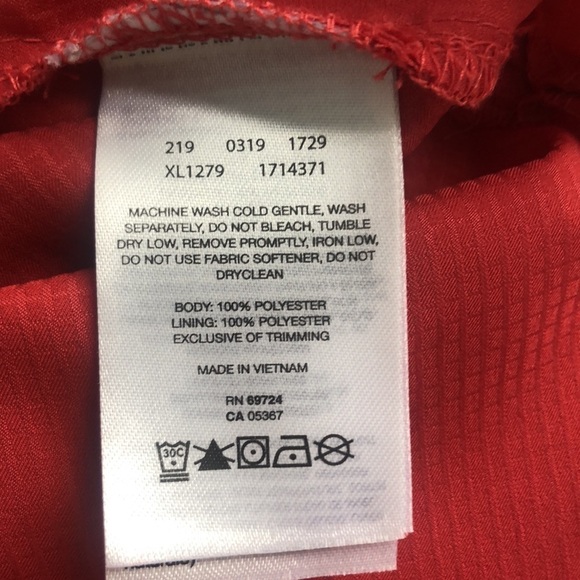 219 0319 1729
XL1279 1714371
MACHINE WASH COLD GENTLE, WASH
SEPARATELY, DO NOT BLEACH, TUMBLE
DRY LOW, REMOVE PROMPTLY, IRON LOW,
DO NOT USE FABRIC SOFTENER, DO NOT
DRYCLEAN
BODY: 100% POLYESTER
LINING: 100% POLYESTER
EXCLUSIVE OF TRIMMING
MADE IN VIETNAM
RN 69724
CA 05367
30C